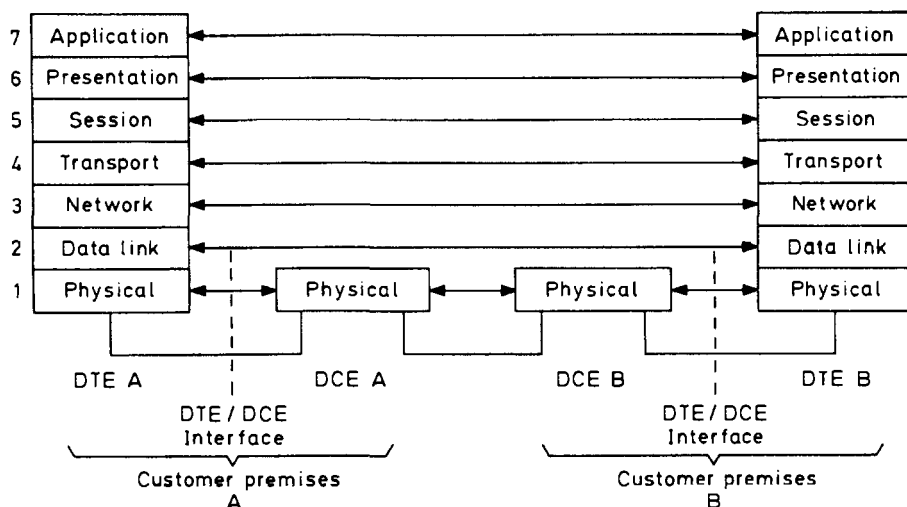 7 Application Application
6 Presentation Presentation
5 Session Session
4 Transport Transport
3 Network Network
2 Data link Data link
1 Physical Physical Physical Physical
DTE A DCE A DCE B DTE B
DTE / DCE DTE / DCE
Interface Interface
Customer premises Customer premises
A B